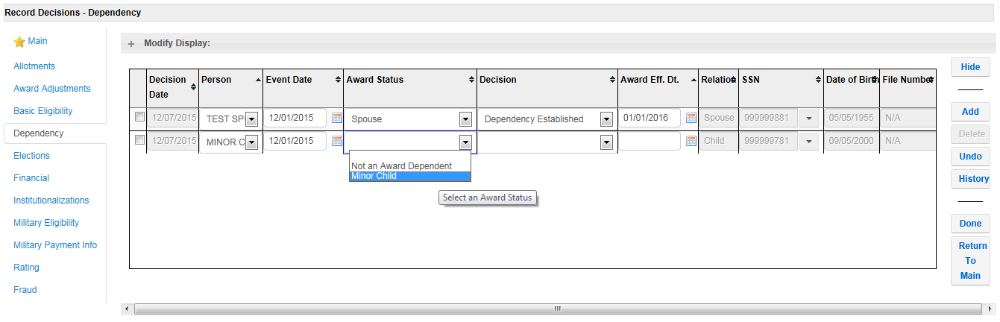 Record Decisions - Dependency
Main
Allotments
Award Adjustments
Basic Eligibility
Dependency
Elections
Financial
Institutionalizations
Military Eligibility
Military Payment Info
Rating
Fraud
+ Modify Display:
Decision Date Person Event Date Award Status Decision Award Eff. Dt. Relation SSN Date of Birth File Number
12/07/2015 TEST SPO 12/01/2015 Spouse Dependency Established 01/01/2016 Spouse 999999881 05/05/1955 N/A
12/07/2015 MINOR C 12/01/2015 Child 999999781 09/05/2000 N/A
Not an Award Dependent
Minor Child
Select an Award Status
Hide
Add
Delete
Undo
History
Done
Return
To
Main